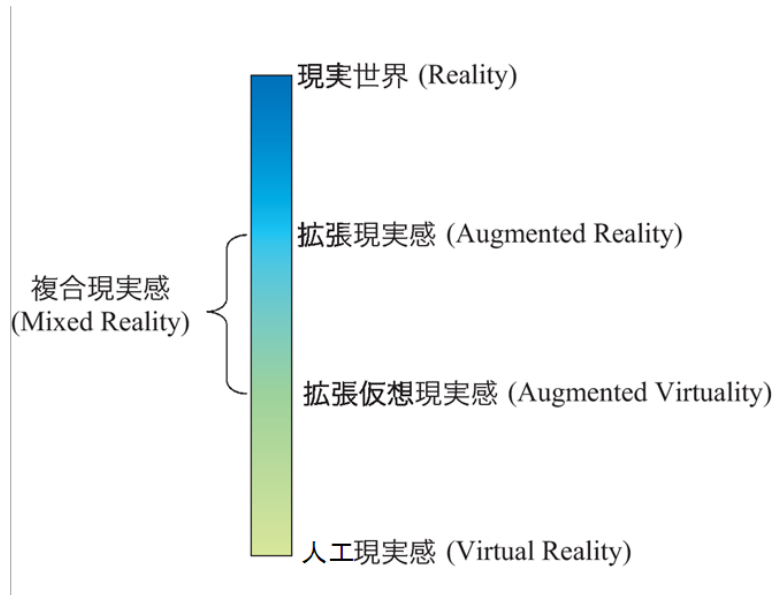 現実世界 (Reality)
拡張現実感 (Augmented Reality)
複合現実感
(Mixed Reality)
拡張仮想現実感 (Augmented Virtuality)
人工現実感 (Virtual Reality)